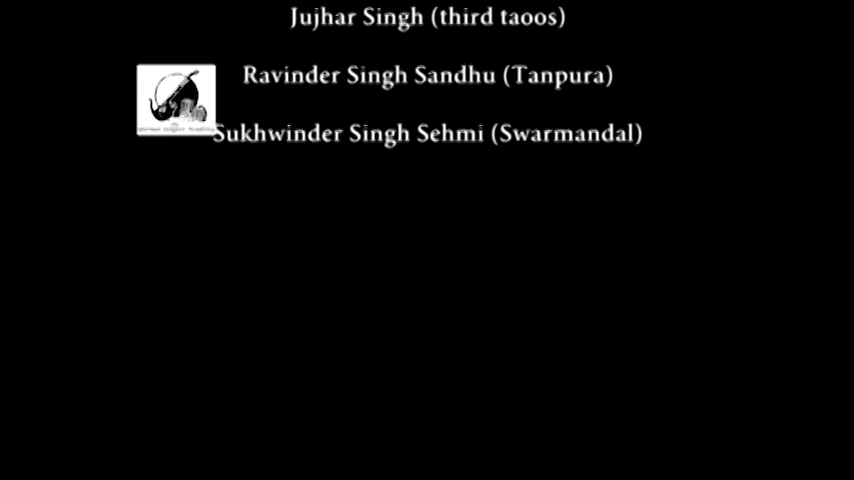 Jujhar Singh (third taoos)
Ravinder Singh Sandhu (Tanpura)
Sukhwinder Singh Sehmi (Swarmandal)